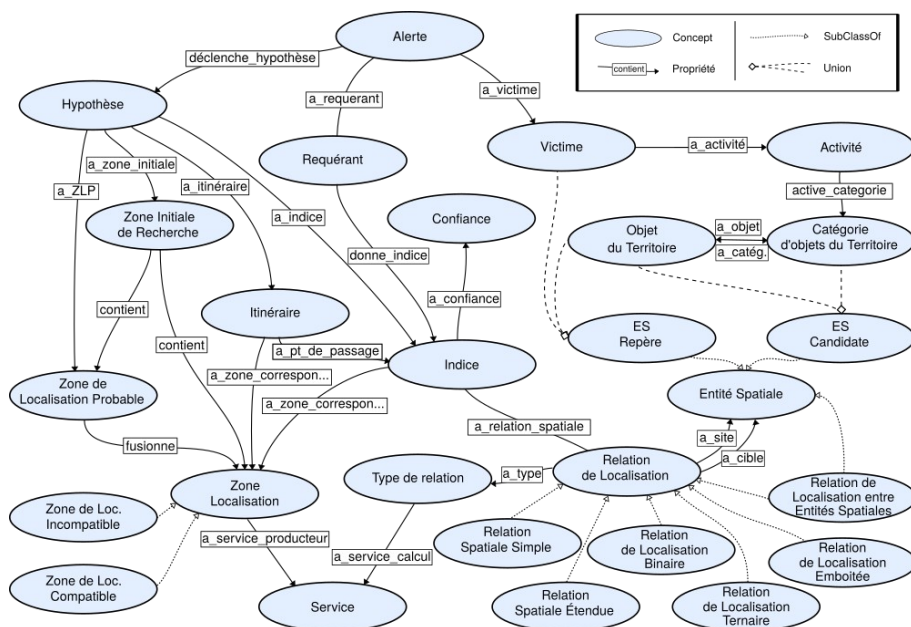 Alerte
Concept
SubClassOf
contient
Propriété
Union
déclenche_hypothèse
a_requerant
a_victime
Hypothèse
Requérant
Victime
a_activité
Activité
a_zone_initiale
a_ZLP
a_itinéraire
a_indice
active_categorie
Zone Initiale
de Recherche
Confiance
Objet
du Territoire
a_objet
a_catég.
Catégorie
d'objets du Territoire
donne_indice
a_confiance
contient
contient
Itinéraire
a_pt_de_passage
ES
Repère
ES
Candidate
Indice
a_zone_correspon...
a_zone_correspon...
Zone de
Localisation Probable
Entité Spatiale
fusionne
a_relation_spatiale
a_site
a_cible
Zone
Localisation
Type de relation
a_type
Relation
de Localisation
Relation de
Localisation entre
Entités Spatiales
Zone de Loc.
Incompatible
a_service_producteur
a_service_calcul
Relation
Spatiale Simple
Relation
de Localisation
Binaire
Relation
de Localisation
Emboitée
Zone de Loc.
Compatible
Service
Relation
Spatiale Étendue
Relation
de Localisation
Ternaire